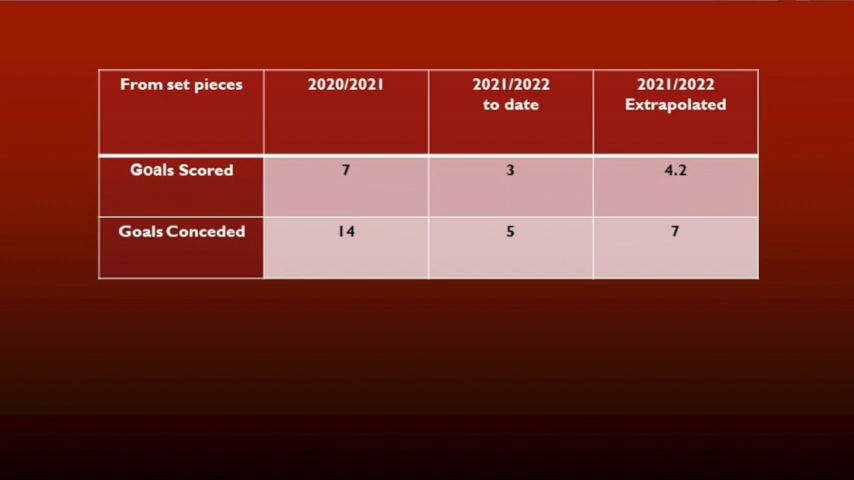 From set pieces 2020/2021 2021/2022 2021/2022
to date Extrapolated
Goals Scored 7 3 4.2
Goals Conceded 14 5 7